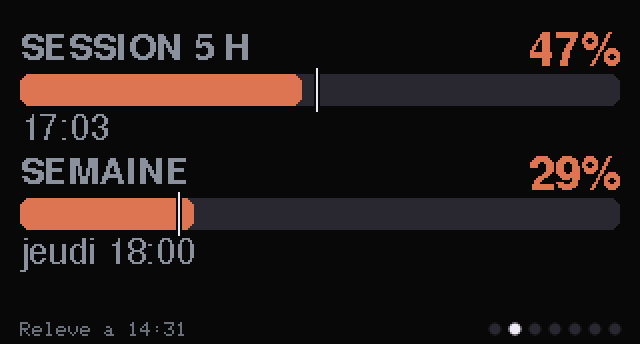 SESSION 5 H 47%
17:03
SEMAINE 29%
jeudi 18:00
Releve a 14:31